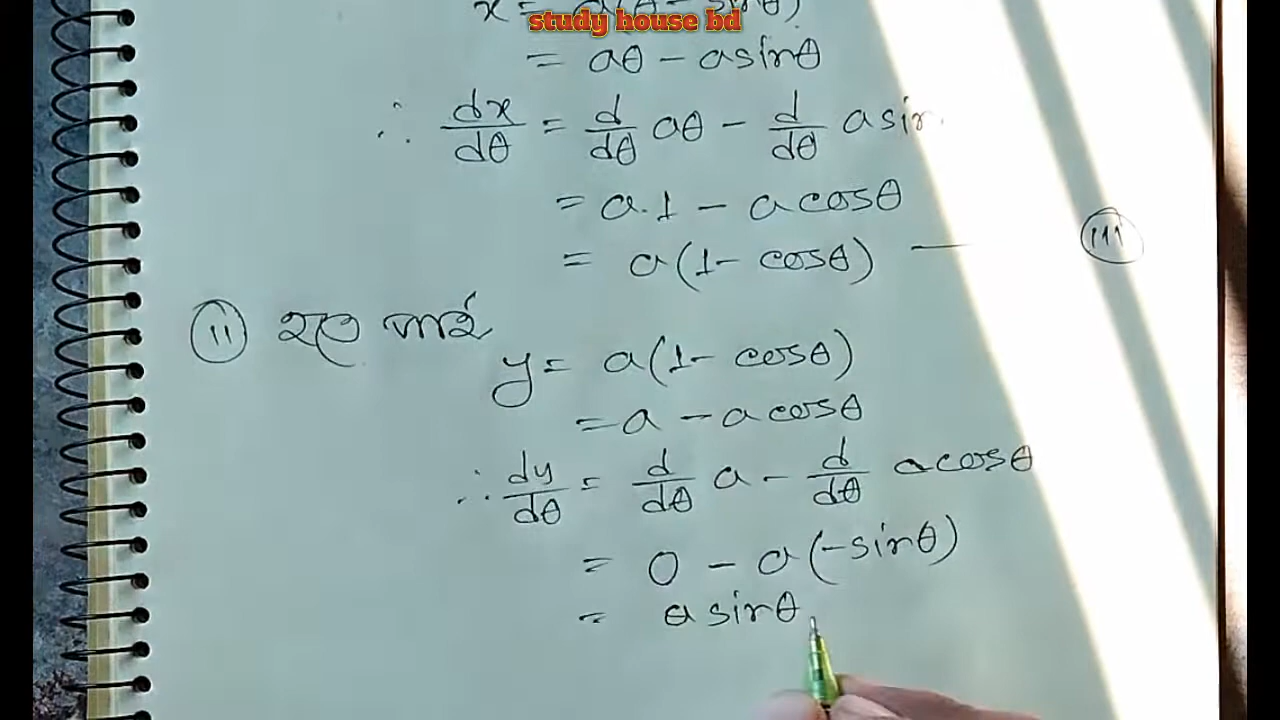 study house bd
x = a(θ - sinθ)
= aθ - asinθ
∴ dx/dθ = d/dθ aθ - d/dθ a sin
= a.1 - a cosθ
= a(1 - cosθ) — (iii)
(ii) হতে পাই
y = a(1 - cosθ)
= a - a cosθ
∴ dy/dθ = d/dθ a - d/dθ a cosθ
= 0 - a(-sinθ)
= a sinθ